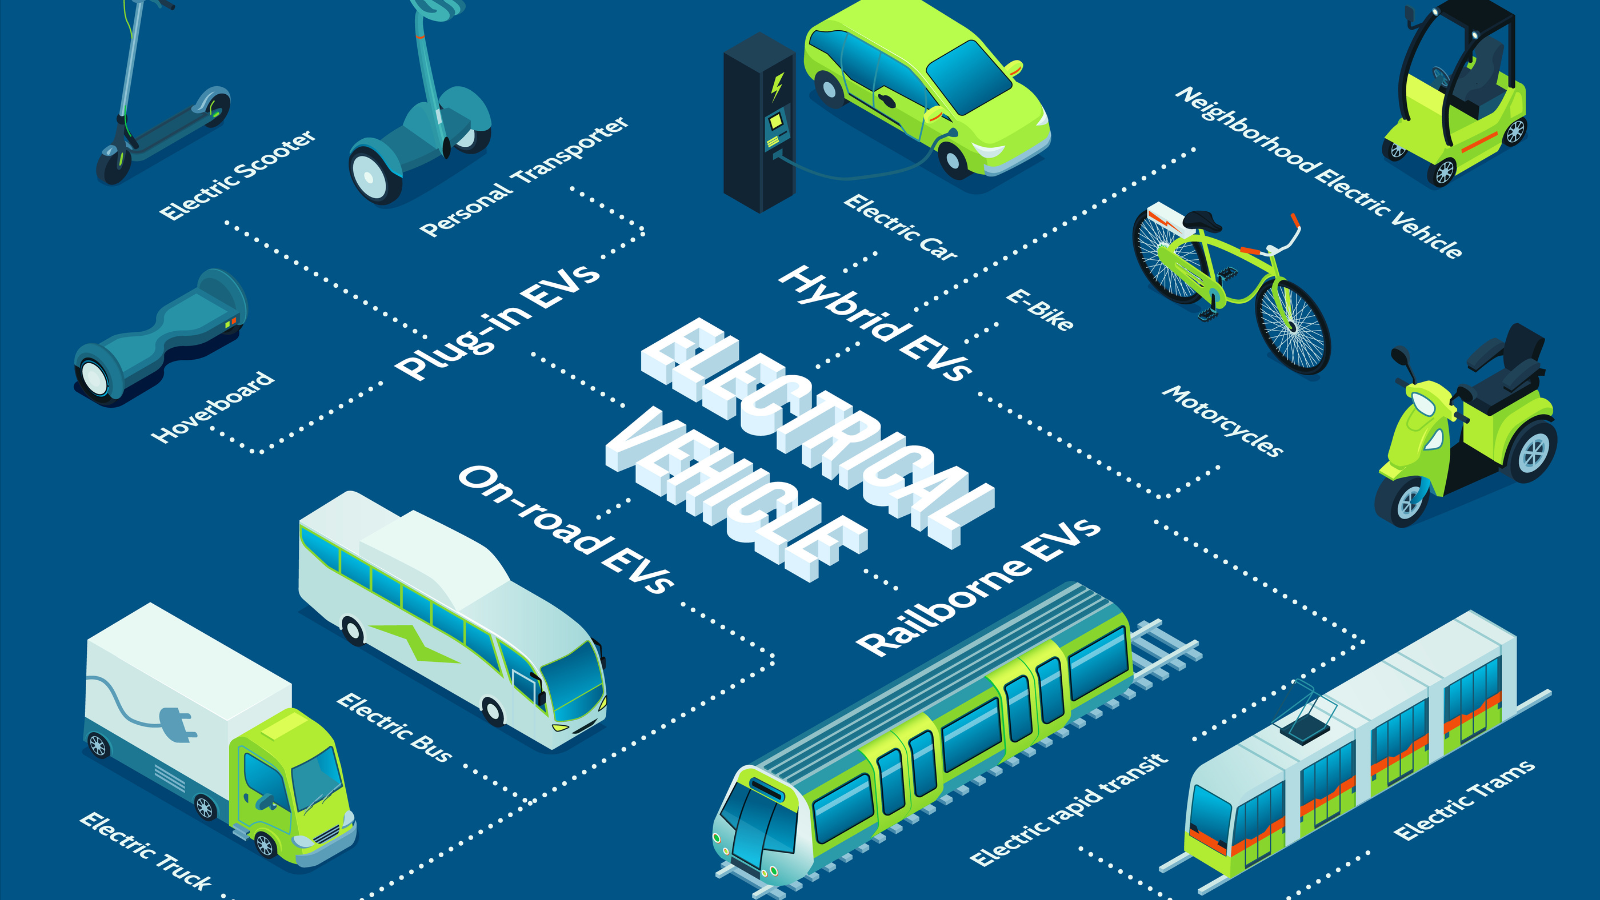 Electric Scooter
Personal Transporter
Electric Car
Neighborhood Electric Vehicle
Plug-in EVs
Hybrid EVs
E-Bike
Hoverboard
Motorcycles
ELECTRICAL
VEHICLE
On-road EVs
Railborne EVs
Electric Bus
Electric Truck
Electric rapid transit
Electric Trams